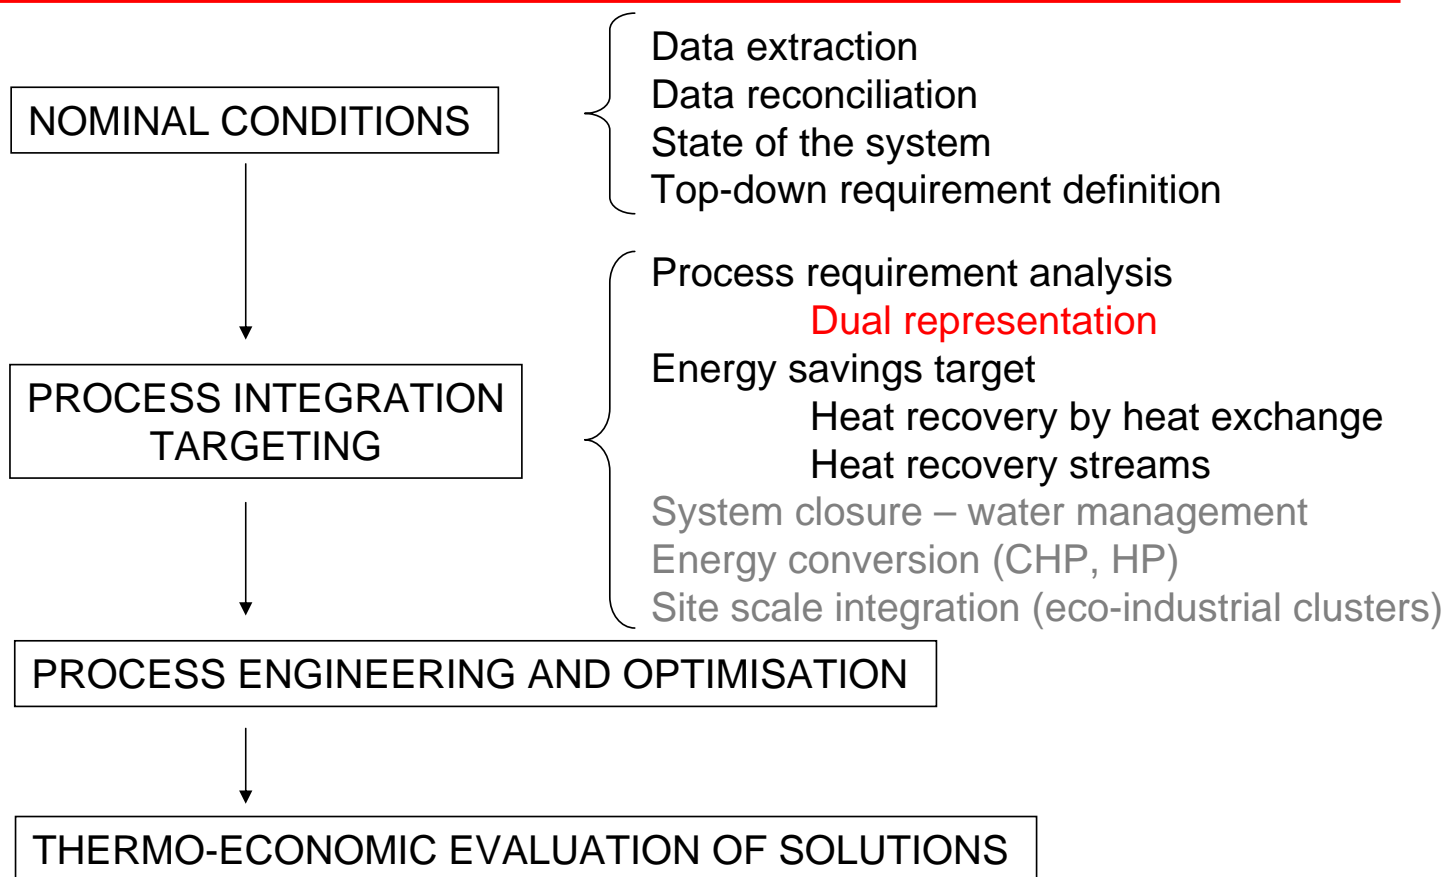 NOMINAL CONDITIONS
Data extraction
Data reconciliation
State of the system
Top-down requirement definition
PROCESS INTEGRATION
TARGETING
Process requirement analysis
Dual representation
Energy savings target
Heat recovery by heat exchange
Heat recovery streams
System closure – water management
Energy conversion (CHP, HP)
Site scale integration (eco-industrial clusters)
PROCESS ENGINEERING AND OPTIMISATION
THERMO-ECONOMIC EVALUATION OF SOLUTIONS